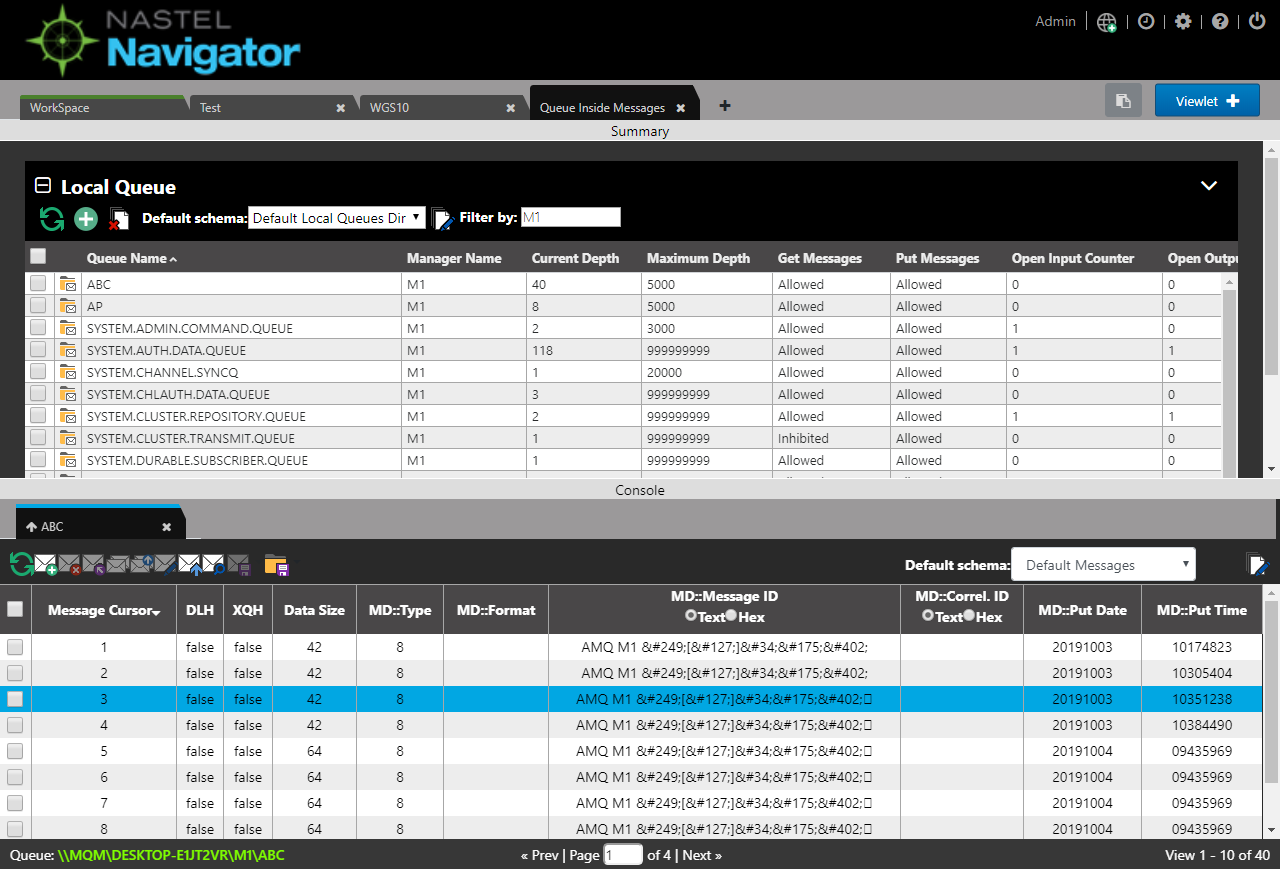 NASTEL
Navigator
Admin
WorkSpace Test WGS10 Queue Inside Messages Viewlet
Summary
Local Queue
Default schema: Default Local Queues Dir Filter by: M1
Queue Name Manager Name Current Depth Maximum Depth Get Messages Put Messages Open Input Counter Open Outpu
ABC M1 40 5000 Allowed Allowed 0 0
AP M1 8 5000 Allowed Allowed 0 0
SYSTEM.ADMIN.COMMAND.QUEUE M1 2 3000 Allowed Allowed 1 0
SYSTEM.AUTH.DATA.QUEUE M1 118 999999999 Allowed Allowed 1 1
SYSTEM.CHANNEL.SYNCQ M1 1 20000 Allowed Allowed 0 0
SYSTEM.CHLAUTH.DATA.QUEUE M1 3 999999999 Allowed Allowed 0 0
SYSTEM.CLUSTER.REPOSITORY.QUEUE M1 2 999999999 Allowed Allowed 1 1
SYSTEM.CLUSTER.TRANSMIT.QUEUE M1 1 999999999 Inhibited Allowed 0 0
SYSTEM.DURABLE.SUBSCRIBER.QUEUE M1 1 999999999 Allowed Allowed 0 0
Console
ABC
Default schema: Default Messages
Message Cursor DLH XQH Data Size MD::Type MD::Format MD::Message ID Text Hex MD::Correl. ID Text Hex MD::Put Date MD::Put Time
1 false false 42 8 AMQ M1 &#249;[&#127;]&#34;&#175;&#402; 20191003 10174823
2 false false 42 8 AMQ M1 &#249;[&#127;]&#34;&#175;&#402; 20191003 10305404
3 false false 42 8 AMQ M1 &#249;[&#127;]&#34;&#175;&#402;▯ 20191003 10351238
4 false false 42 8 AMQ M1 &#249;[&#127;]&#34;&#175;&#402;▯ 20191003 10384490
5 false false 64 8 AMQ M1 &#249;[&#127;]&#34;&#175;&#402;▯ 20191004 09435969
6 false false 64 8 AMQ M1 &#249;[&#127;]&#34;&#175;&#402;▯ 20191004 09435969
7 false false 64 8 AMQ M1 &#249;[&#127;]&#34;&#175;&#402;▯ 20191004 09435969
8 false false 64 8 AMQ M1 &#249;[&#127;]&#34;&#175;&#402;▯ 20191004 09435969
Queue: \\MQM\DESKTOP-E1JT2VR\M1\ABC « Prev | Page 1 of 4 | Next » View 1 - 10 of 40